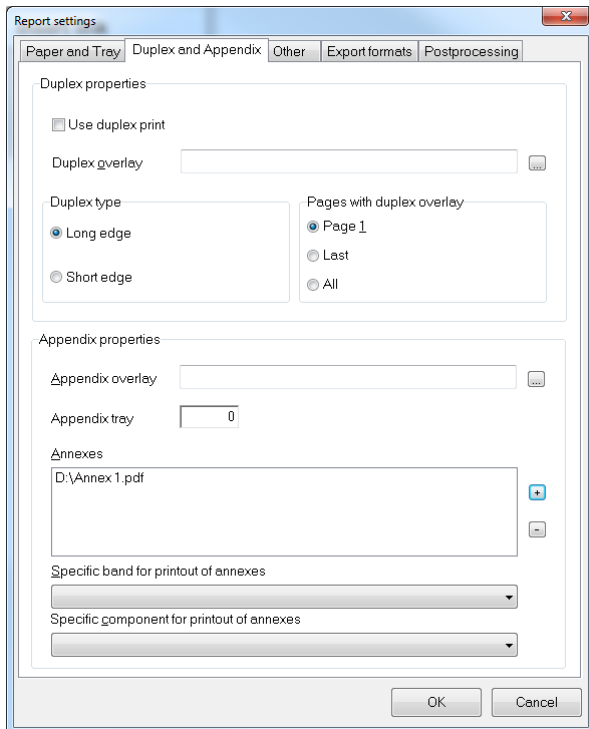 Report settings
Paper and Tray Duplex and Appendix Other Export formats Postprocessing
Duplex properties
Use duplex print
Duplex overlay ...
Duplex type
Long edge
Short edge
Pages with duplex overlay
Page 1
Last
All
Appendix properties
Appendix overlay ...
Appendix tray 0
Annexes
D:\Annex 1.pdf
+
-
Specific band for printout of annexes
Specific component for printout of annexes
OK Cancel